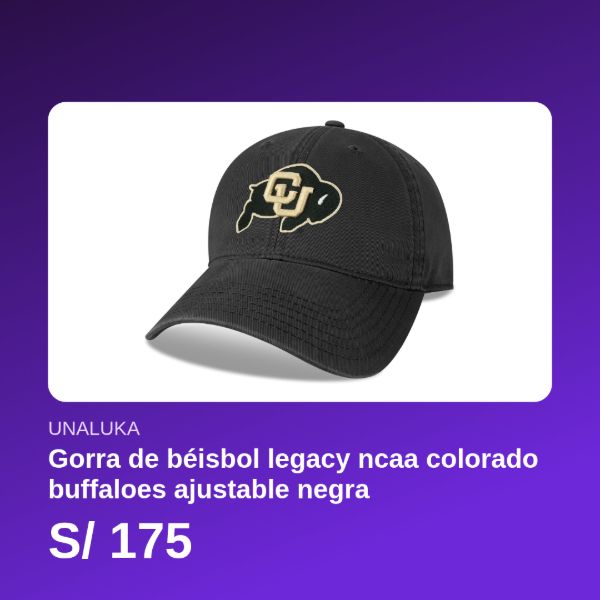 CU
UNALUKA
Gorra de béisbol legacy ncaa colorado
buffaloes ajustable negra
S/ 175